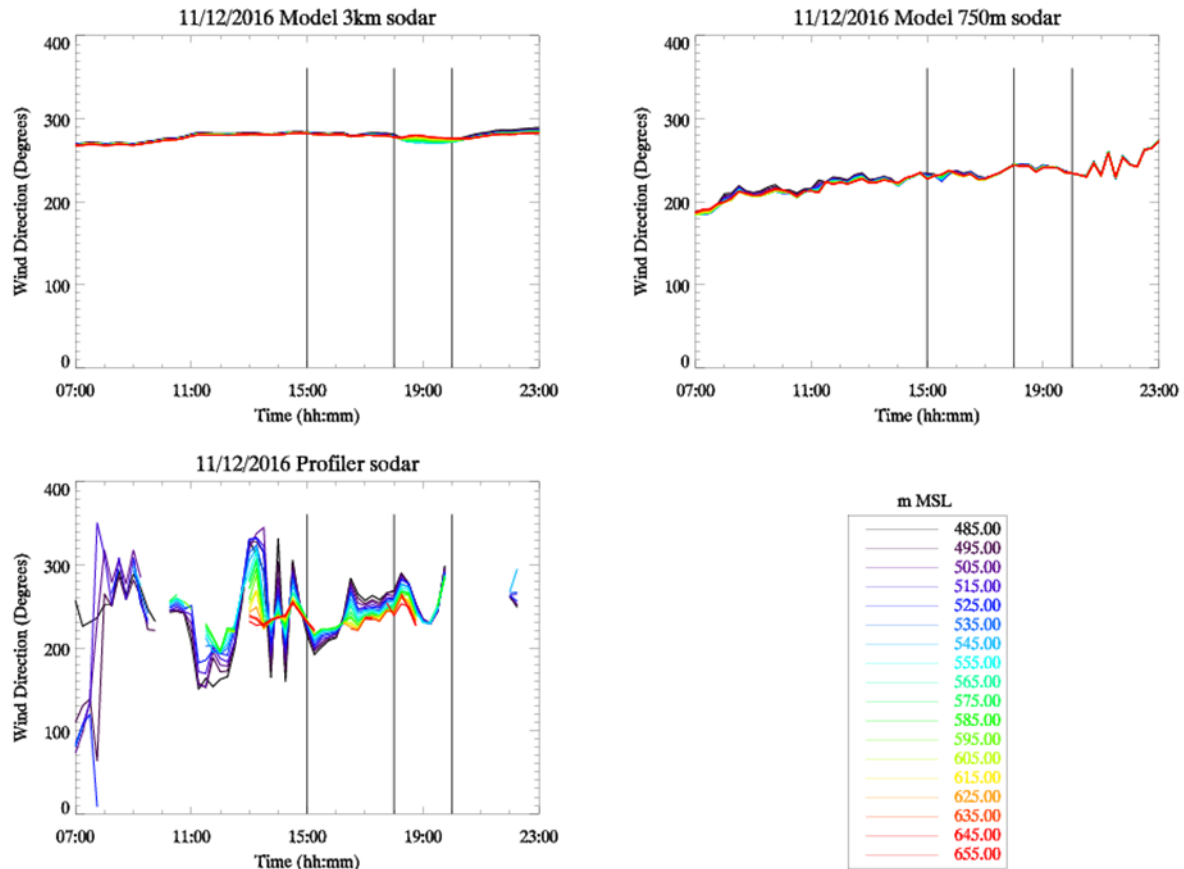 11/12/2016 Model 3km sodar
400
300
200
100
0
Wind Direction (Degrees)
07:00 11:00 15:00 19:00 23:00
Time (hh:mm)
11/12/2016 Model 750m sodar
400
300
200
100
0
Wind Direction (Degrees)
07:00 11:00 15:00 19:00 23:00
Time (hh:mm)
11/12/2016 Profiler sodar
400
300
200
100
0
Wind Direction (Degrees)
07:00 11:00 15:00 19:00 23:00
Time (hh:mm)
m MSL
485.00
495.00
505.00
515.00
525.00
535.00
545.00
555.00
565.00
575.00
585.00
595.00
605.00
615.00
625.00
635.00
645.00
655.00